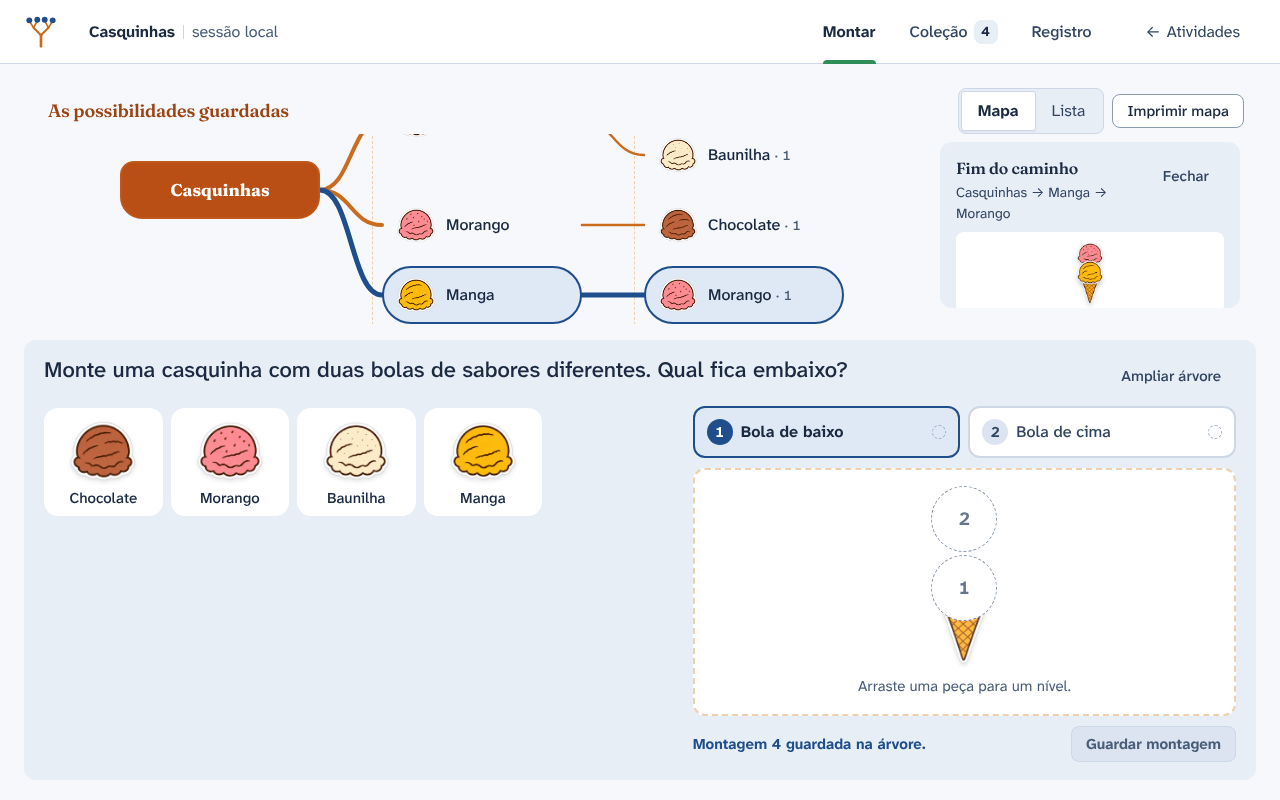 Casquinhas
sessão local
Montar
Coleção 4
Registro
← Atividades
As possibilidades guardadas
Mapa
Lista
Imprimir mapa
Casquinhas
Baunilha · 1
Morango
Chocolate · 1
Manga
Morango · 1
Fim do caminho
Casquinhas → Manga →
Morango
Fechar
Monte uma casquinha com duas bolas de sabores diferentes. Qual fica embaixo?
Ampliar árvore
Chocolate
Morango
Baunilha
Manga
1 Bola de baixo
2 Bola de cima
2
1
Arraste uma peça para um nível.
Montagem 4 guardada na árvore.
Guardar montagem